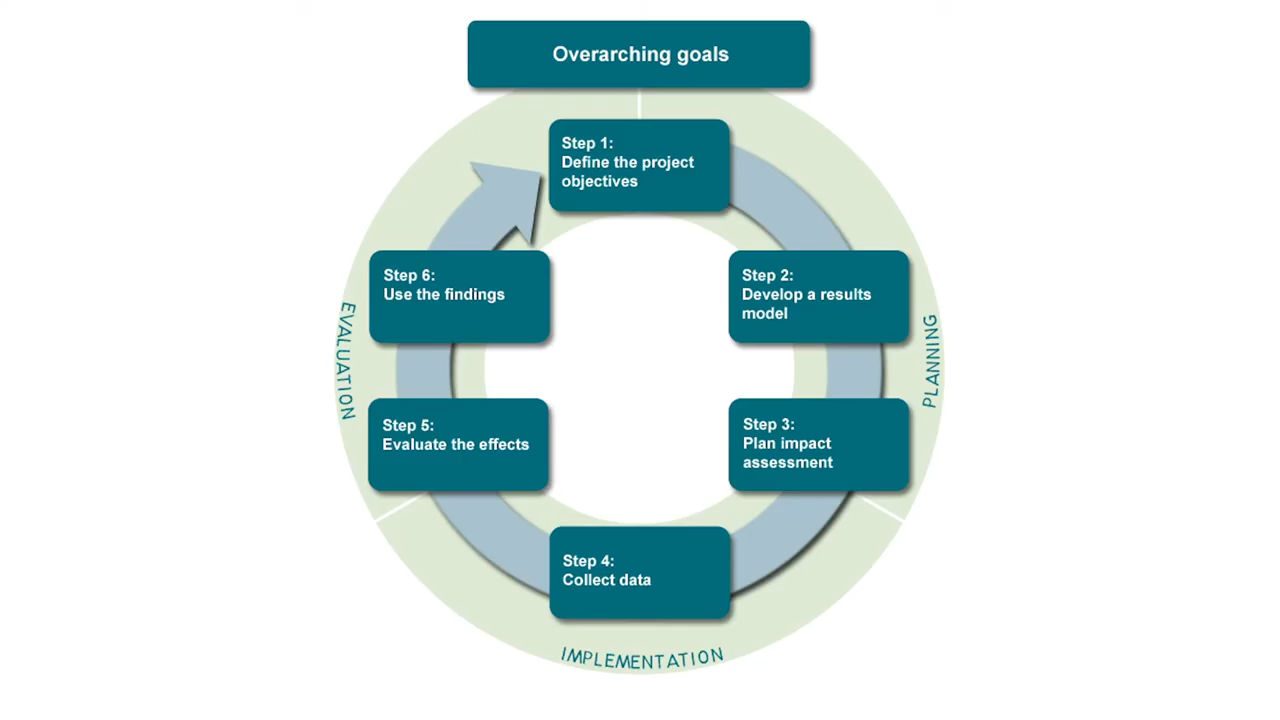 Overarching goals
Step 1:
Define the project
objectives
Step 2:
Develop a results
model
Step 3:
Plan impact
assessment
Step 4:
Collect data
Step 5:
Evaluate the effects
Step 6:
Use the findings
PLANNING
IMPLEMENTATION
EVALUATION